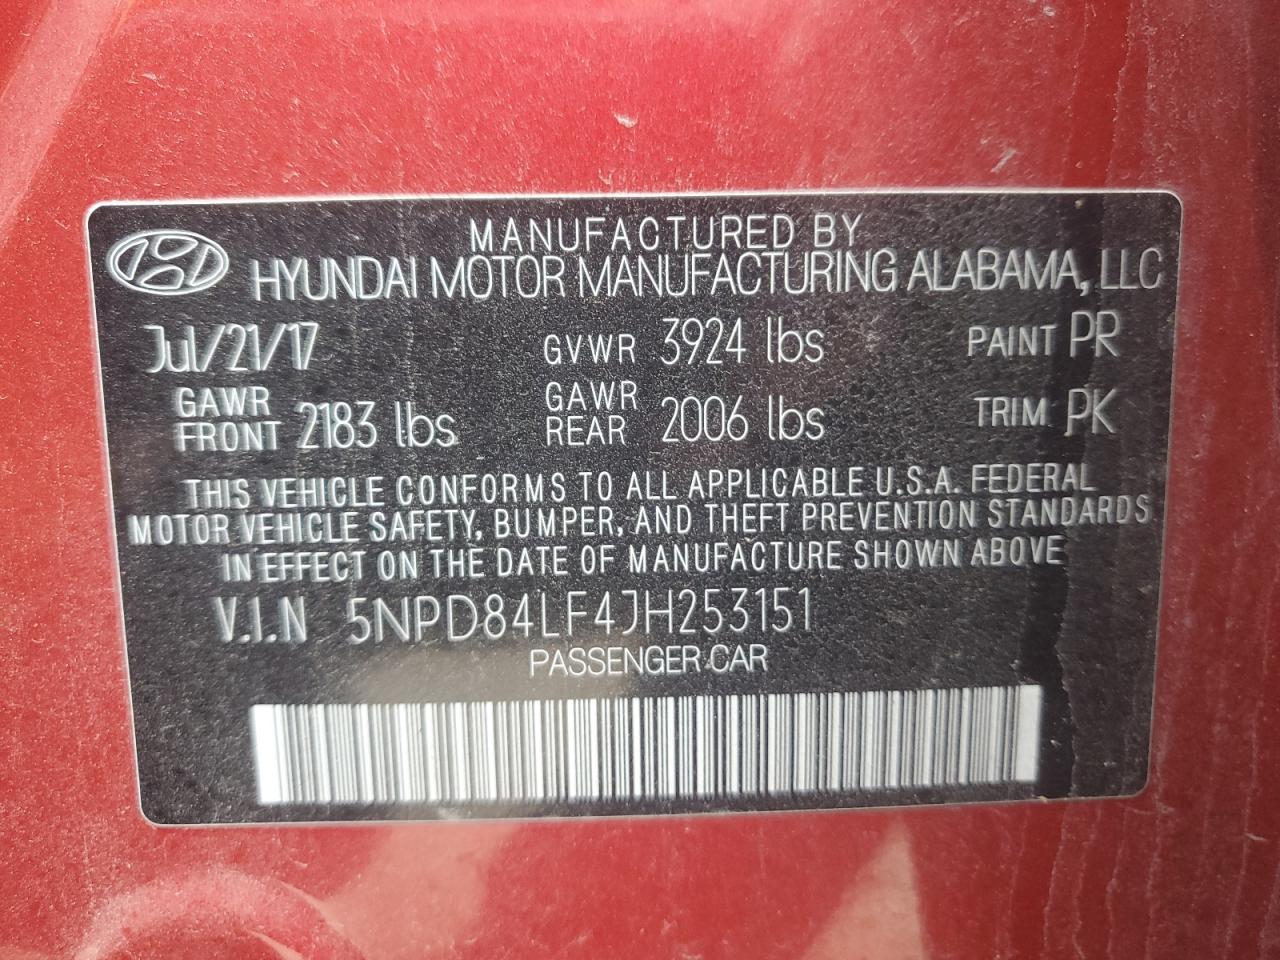 MANUFACTURED BY
HYUNDAI MOTOR MANUFACTURING ALABAMA, LLC
Jul/21/17 GVWR 3924 lbs PAINT PR
GAWR FRONT 2183 lbs GAWR REAR 2006 lbs TRIM PK
THIS VEHICLE CONFORMS TO ALL APPLICABLE U.S.A. FEDERAL
MOTOR VEHICLE SAFETY, BUMPER, AND THEFT PREVENTION STANDARDS
IN EFFECT ON THE DATE OF MANUFACTURE SHOWN ABOVE
V.I.N 5NPD84LF4JH253151
PASSENGER CAR